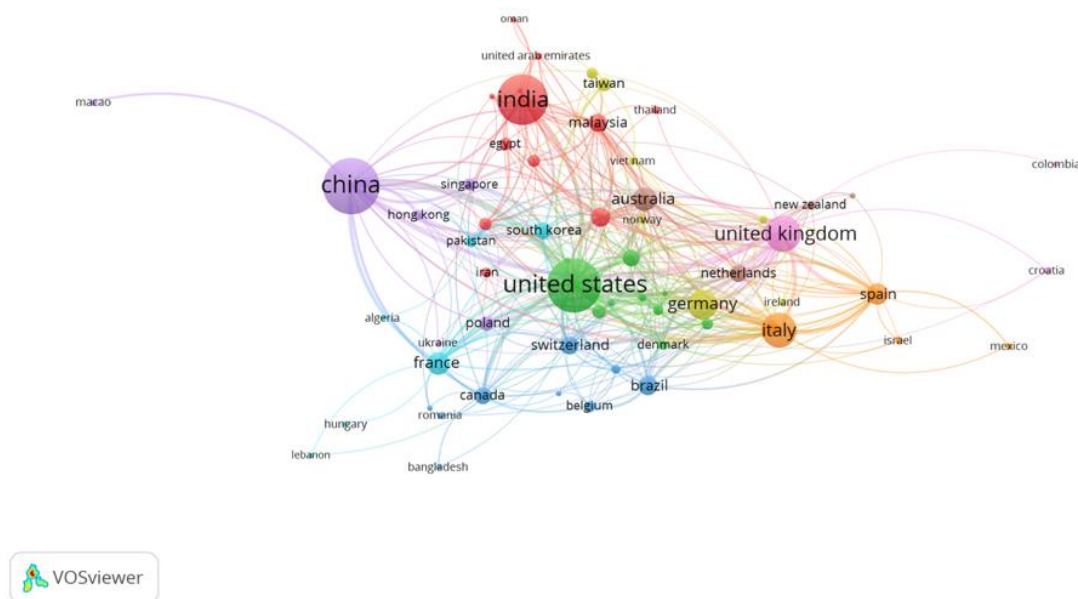 oman
united arab emirates
taiwan
india
macao
thailand
malaysia
egypt
viet nam
colombia
china
singapore
australia
new zealand
hong kong
norway
south korea
united kingdom
pakistan
iran
netherlands
croatia
united states
spain
germany
ireland
algeria
poland
italy
ukraine
switzerland
denmark
israel
mexico
france
brazil
canada
belgium
romania
hungary
lebanon
bangladesh
VOSviewer